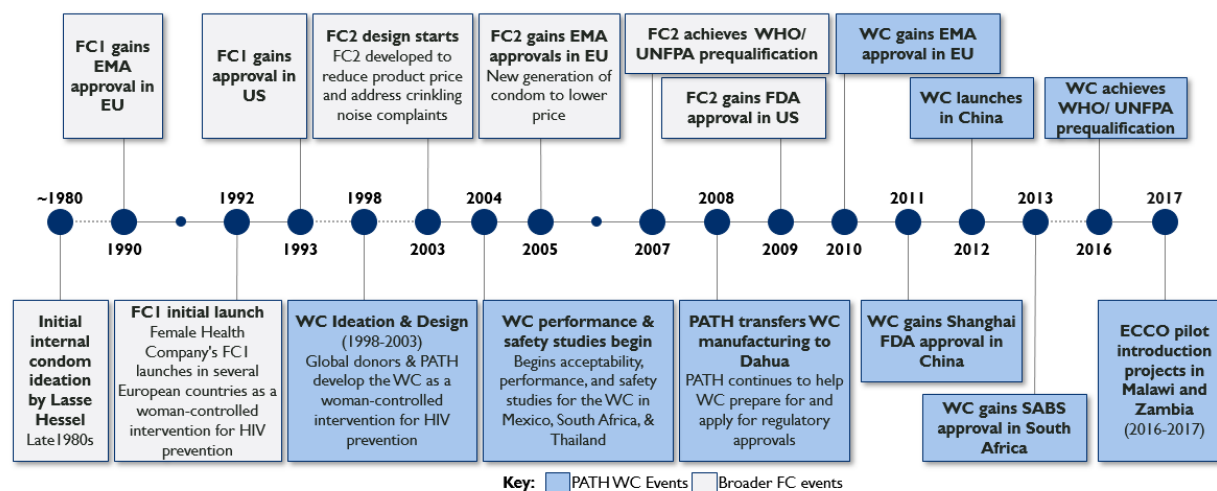 FC1 gains
EMA
approval in
EU
FC1 gains
approval in
US
FC2 design starts
FC2 developed to
reduce product price
and address crinkling
noise complaints
FC2 gains EMA
approvals in EU
New generation of
condom to lower
price
FC2 achieves WHO/
UNFPA prequalification
FC2 gains FDA
approval in US
WC gains EMA
approval in EU
WC launches
in China
WC achieves
WHO/ UNFPA
prequalification
~1980
1990
1992
1993
1998
2003
2004
2005
2007
2008
2009
2010
2011
2012
2013
2016
2017
Initial
internal
condom
ideation
by Lasse
Hessel
Late1980s
FC1 initial launch
Female Health
Company's FC1
launches in several
European countries as a
woman-controlled
intervention for HIV
prevention
WC Ideation & Design
(1998-2003)
Global donors & PATH
develop the WC as a
woman-controlled
intervention for HIV
prevention
WC performance &
safety studies begin
Begins acceptability,
performance, and safety
studies for the WC in
Mexico, South Africa, &
Thailand
PATH transfers WC
manufacturing to
Dahua
PATH continues to help
WC prepare for and
apply for regulatory
approvals
WC gains Shanghai
FDA approval in
China
WC gains SABS
approval in South
Africa
ECCO pilot
introduction
projects in
Malawi and
Zambia
(2016-2017)
Key: PATH WC Events Broader FC events